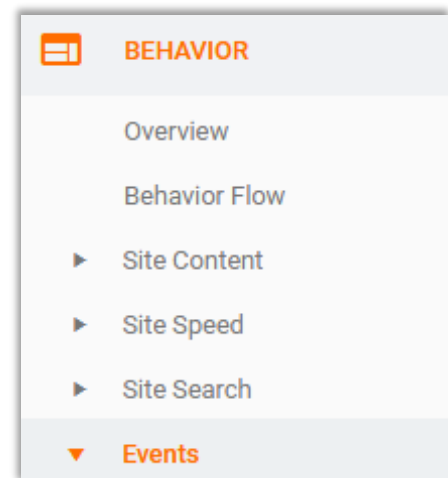 BEHAVIOR
Overview
Behavior Flow
Site Content
Site Speed
Site Search
Events